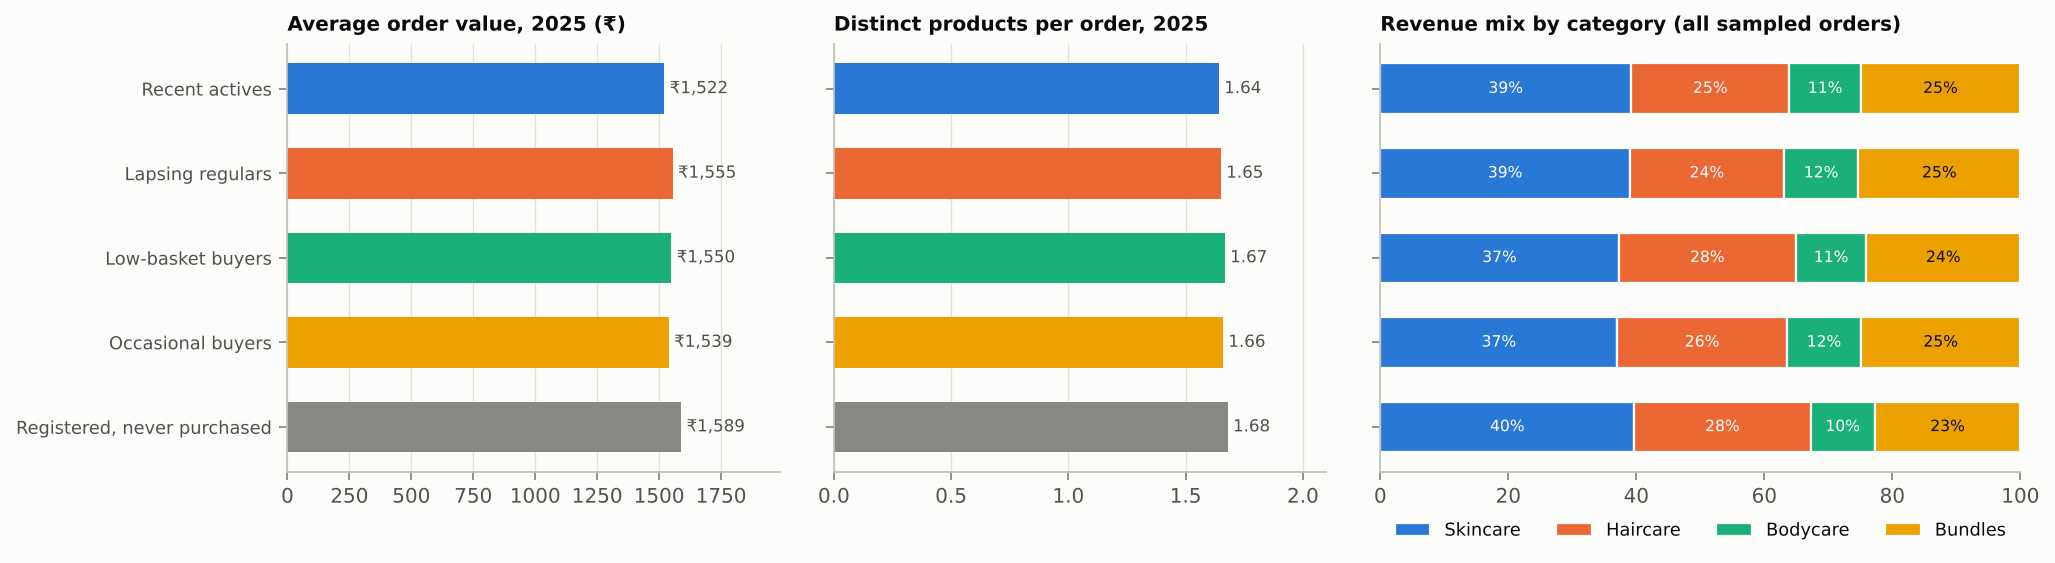 Average order value, 2025 (₹)
Recent actives
₹1,522
Lapsing regulars
₹1,555
Low-basket buyers
₹1,550
Occasional buyers
₹1,539
Registered, never purchased
₹1,589
0 250 500 750 1000 1250 1500 1750
Distinct products per order, 2025
1.64
1.65
1.67
1.66
1.68
0.0 0.5 1.0 1.5 2.0
Revenue mix by category (all sampled orders)
39% 25% 11% 25%
39% 24% 12% 25%
37% 28% 11% 24%
37% 26% 12% 25%
40% 28% 10% 23%
0 20 40 60 80 100
Skincare Haircare Bodycare Bundles